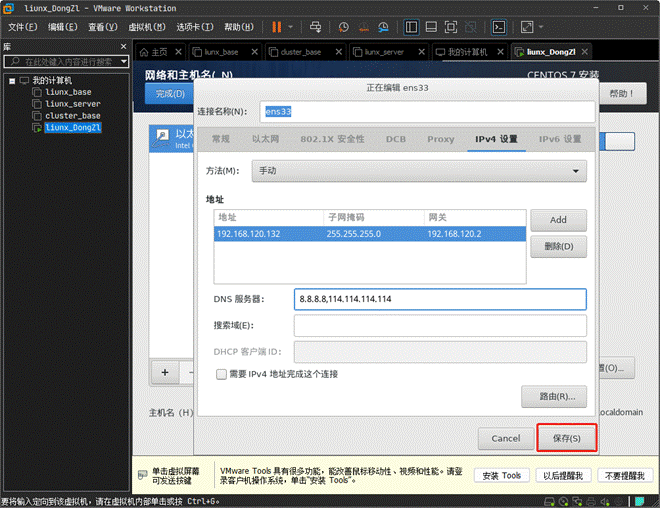 liunx_DongZl - VMware Workstation
文件(F) 编辑(E) 查看(V) 虚拟机(M) 选项卡(T) 帮助(H)
库
在此处键入内容进行搜索
我的计算机
liunx_base
liunx_server
cluster_base
liunx_DongZl
主页 liunx_base cluster_base liunx_server 我的计算机 liunx_DongZl
网络和主机名(_N) CENTOS 7 安装
完成(D) 帮助！
正在编辑 ens33
连接名称(N): ens33
常规 以太网 802.1X 安全性 DCB Proxy IPv4 设置 IPv6 设置
方法(M): 手动
地址
地址 子网掩码 网关
192.168.120.132 255.255.255.0 192.168.120.2
Add
删除(D)
DNS 服务器: 8.8.8.8,114.114.114.114
搜索域(E):
DHCP 客户端 ID:
需要 IPv4 地址完成这个连接
路由(R)...
Cancel 保存(S)
以太
Intel
(O)...
主机名 (H) localdomain
单击虚拟屏幕
可发送按键
VMware Tools 具有很多功能，能改善鼠标移动性、视频和性能。请登
录客户机操作系统，单击"安装 Tools"。
安装 Tools 以后提醒我 不要提醒我
要将输入定向到该虚拟机，请在虚拟机内部单击或按 Ctrl+G。